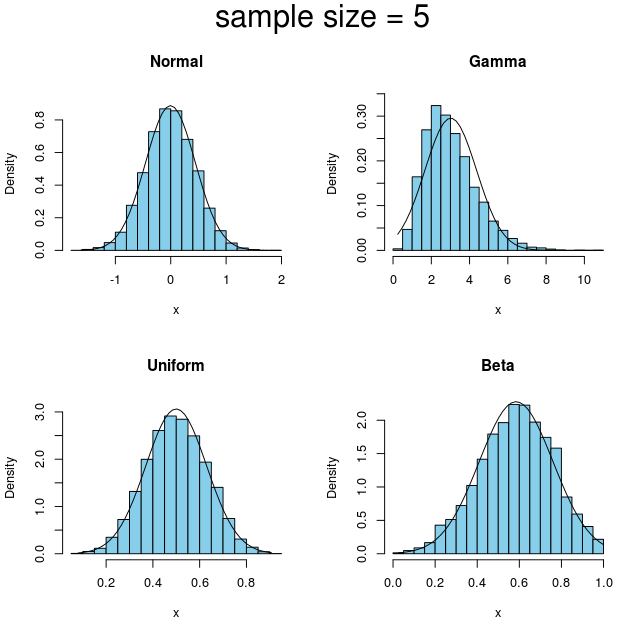 sample size = 5
Normal
Density
0.0 0.2 0.4 0.6 0.8
-1 0 1 2
x
Gamma
Density
0.00 0.10 0.20 0.30
0 2 4 6 8 10
x
Uniform
Density
0.0 1.0 2.0 3.0
0.2 0.4 0.6 0.8
x
Beta
Density
0.0 0.5 1.0 1.5 2.0
0.0 0.2 0.4 0.6 0.8 1.0
x